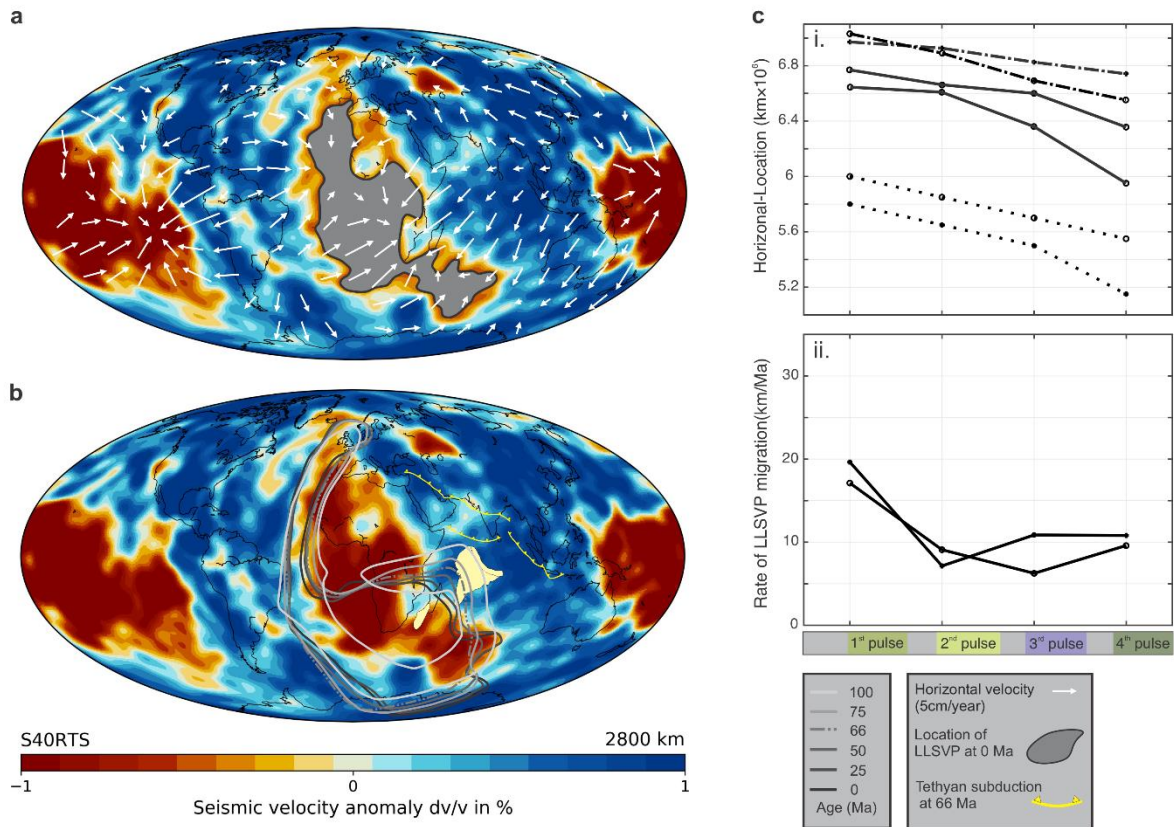 a
b
S40RTS 2800 km
−1 0 1
Seismic velocity anomaly dv/v in %
c
i.
Horizonal-Location (km×10⁶)
6.8
6.4
6
5.6
5.2
ii.
Rate of LLSVP migration(km/Ma)
30
20
10
0
1st pulse 2nd pulse 3rd pulse 4th pulse
100
75
66
50
25
0
Age (Ma)
Horizontal velocity
(5cm/year)
Location of
LLSVP at 0 Ma
Tethyan subduction
at 66 Ma